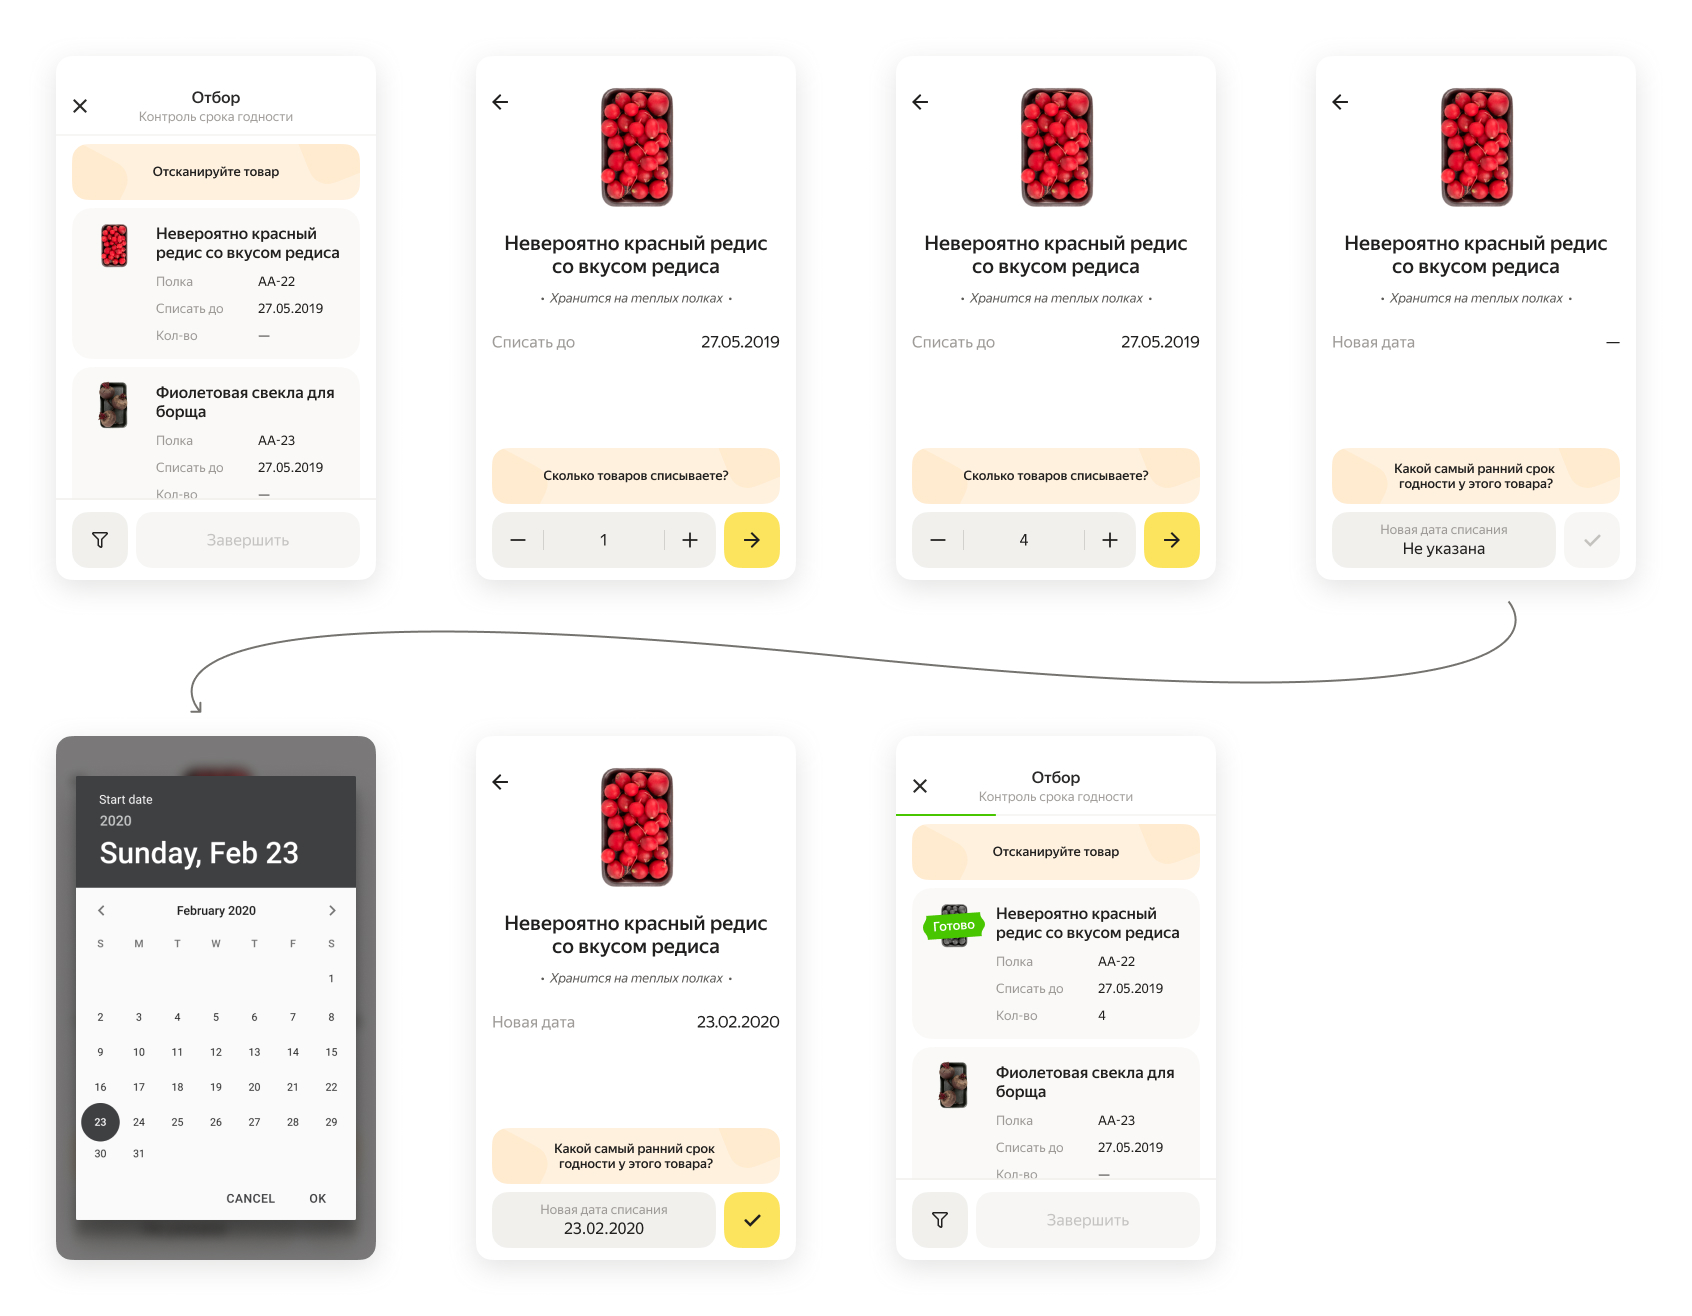 Отбор
Контроль срока годности
Отсканируйте товар
Невероятно красный
редис со вкусом редиса
Полка АА-22
Списать до 27.05.2019
Кол-во —
Фиолетовая свекла для
борща
Полка АА-23
Списать до 27.05.2019
Кол-во —
Завершить
Невероятно красный редис
со вкусом редиса
• Хранится на теплых полках •
Списать до 27.05.2019
Сколько товаров списываете?
1
Невероятно красный редис
со вкусом редиса
• Хранится на теплых полках •
Списать до 27.05.2019
Сколько товаров списываете?
4
Невероятно красный редис
со вкусом редиса
• Хранится на теплых полках •
Новая дата —
Какой самый ранний срок
годности у этого товара?
Новая дата списания
Не указана
Start date
2020
Sunday, Feb 23
February 2020
S M T W T F S
1
2 3 4 5 6 7 8
9 10 11 12 13 14 15
16 17 18 19 20 21 22
23 24 25 26 27 28 29
30 31
CANCEL OK
Невероятно красный редис
со вкусом редиса
• Хранится на теплых полках •
Новая дата 23.02.2020
Какой самый ранний срок
годности у этого товара?
Новая дата списания
23.02.2020
Отбор
Контроль срока годности
Отсканируйте товар
Готово
Невероятно красный
редис со вкусом редиса
Полка АА-22
Списать до 27.05.2019
Кол-во 4
Фиолетовая свекла для
борща
Полка АА-23
Списать до 27.05.2019
Кол-во —
Завершить